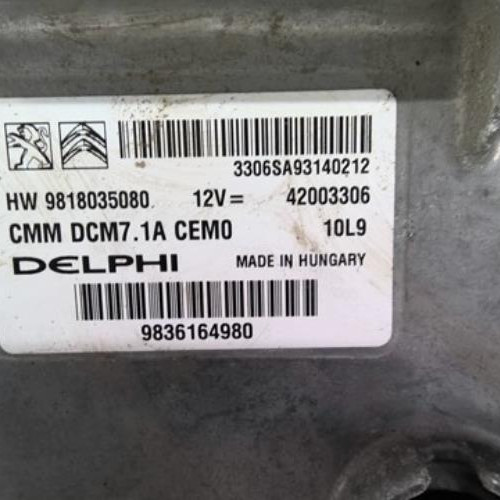 3306SA93140212
HW 9818035080 12V= 42003306
CMM DCM7.1A CEM0 10L9
DELPHI MADE IN HUNGARY
9836164980